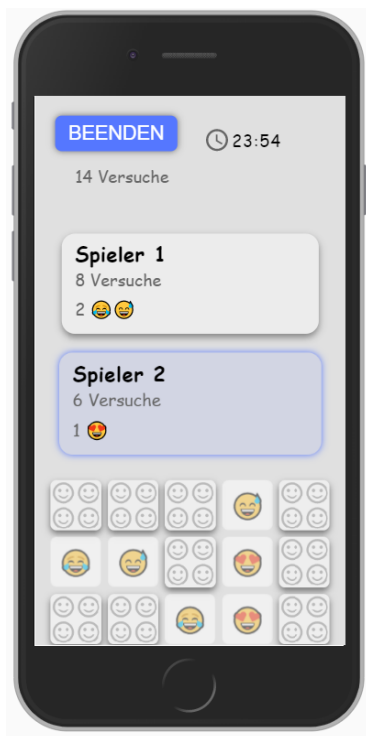 BEENDEN
23:54
14 Versuche
Spieler 1
8 Versuche
2 😂😅
Spieler 2
6 Versuche
1 😍